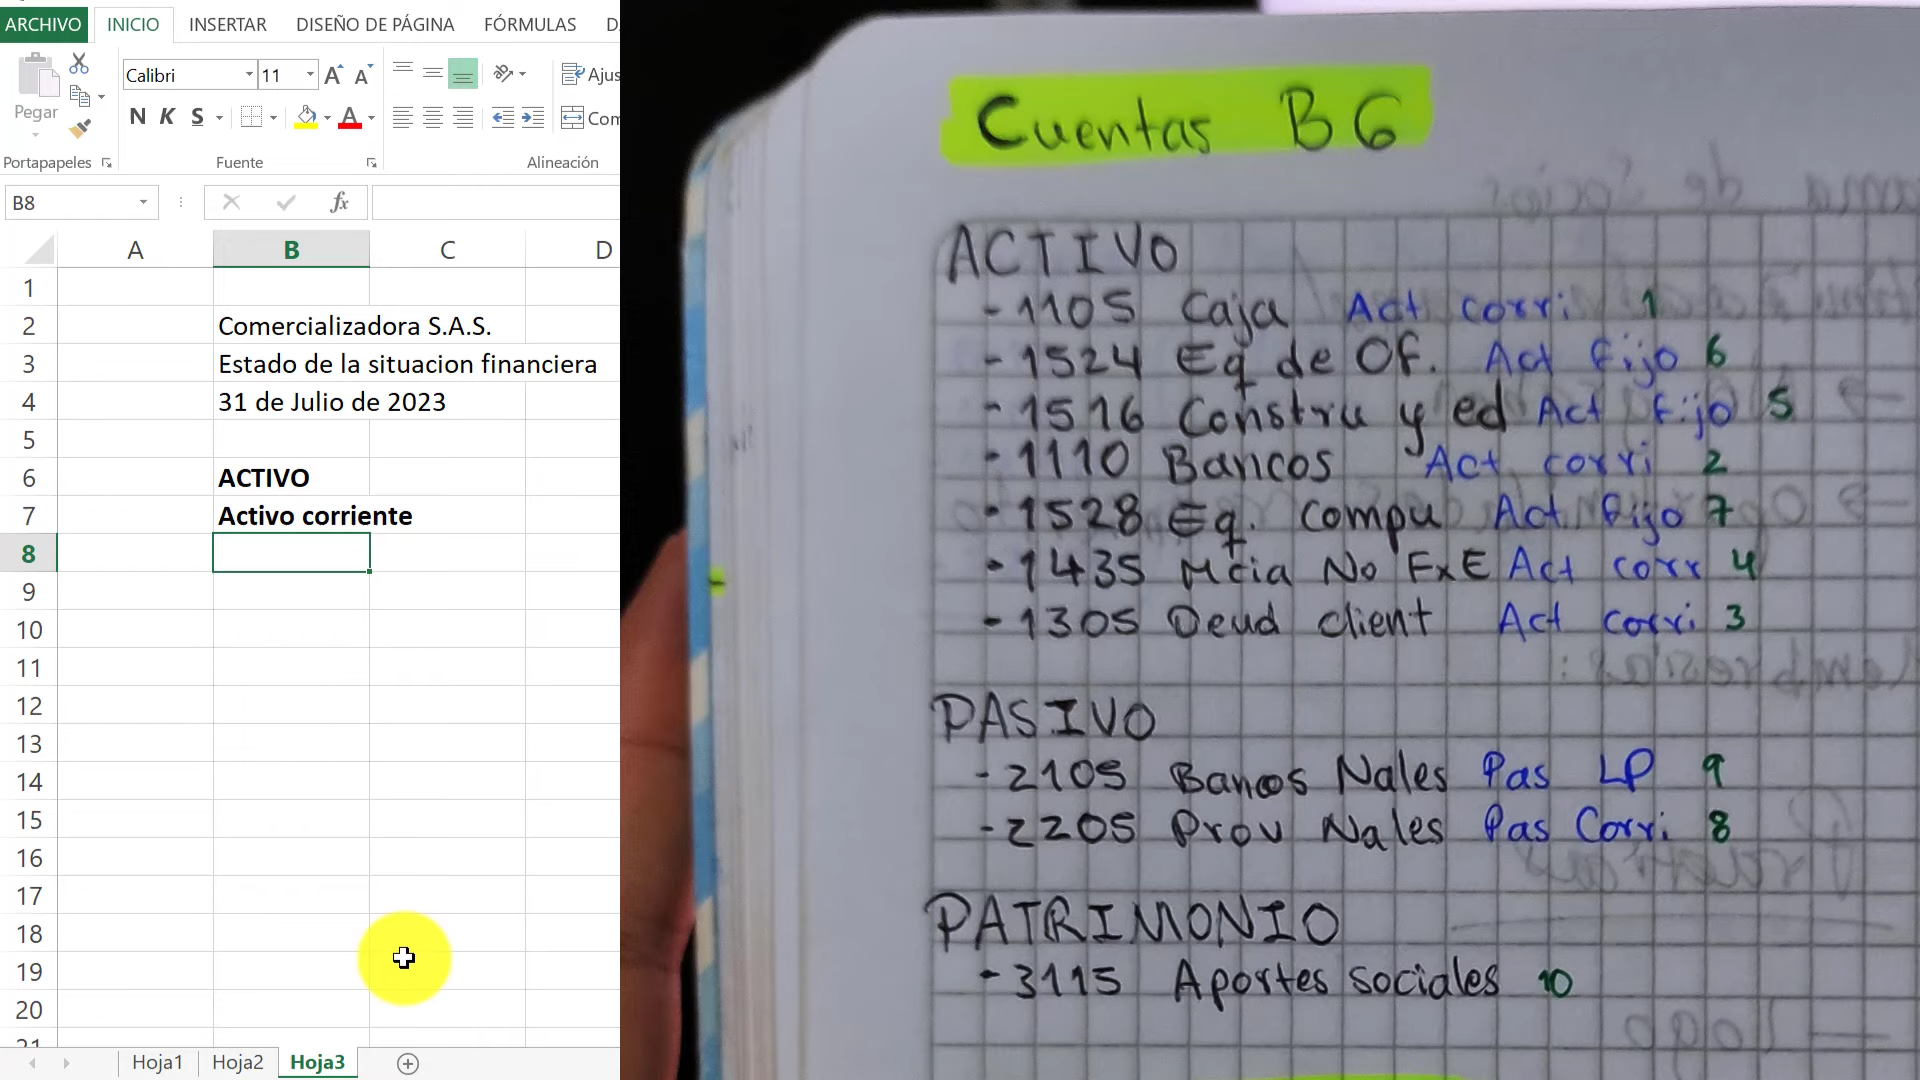 ARCHIVO INICIO INSERTAR DISEÑO DE PÁGINA FÓRMULAS D
Pegar
Calibri 11
Ajus
N K S A
Com
Portapapeles Fuente Alineación
B8 fx
A B C D
1
2 Comercializadora S.A.S.
3 Estado de la situacion financiera
4 31 de Julio de 2023
5
6 ACTIVO
7 Activo corriente
8
9
10
11
12
13
14
15
16
17
18
19
20
21
Hoja1 Hoja2 Hoja3
Cuentas B G
ACTIVO
-1105 Caja Act corri 1
-1524 Eq de OF. Act Fijo 6
-1516 Constru y ed Act Fijo 5
-1110 Bancos Act corri 2
-1528 Eq. Compu Act Fijo 7
-1435 Mcia No FxE Act corr 4
-1305 Deud client Act corri 3
PASIVO
-2105 Bancos Nales Pas LP 9
-2205 Prov Nales Pas Corri 8
PATRIMONIO
-3115 Aportes sociales 10